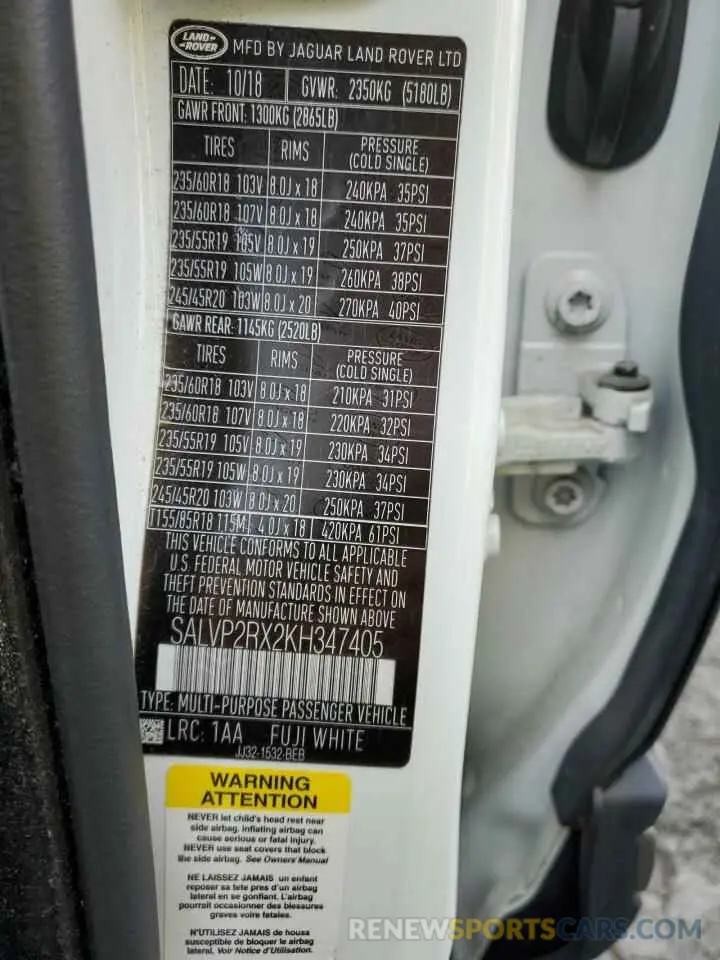 LAND ROVER
MFD BY JAGUAR LAND ROVER LTD
DATE: 10/18 GVWR: 2350KG (5180LB)
GAWR FRONT: 1300KG (2865LB)
TIRES RIMS PRESSURE (COLD SINGLE)
235/60R18 103V 8.0J x 18 240KPA 35PSI
235/60R18 107V 8.0J x 18 240KPA 35PSI
235/55R19 105V 8.0J x 19 250KPA 37PSI
235/55R19 105W 8.0J x 19 260KPA 38PSI
245/45R20 103W 8.0J x 20 270KPA 40PSI
GAWR REAR: 1145KG (2520LB)
TIRES RIMS PRESSURE (COLD SINGLE)
235/60R18 103V 8.0J x 18 210KPA 31PSI
235/60R18 107V 8.0J x 18 220KPA 32PSI
235/55R19 105V 8.0J x 19 230KPA 34PSI
235/55R19 105W 8.0J x 19 230KPA 34PSI
245/45R20 103W 8.0J x 20 250KPA 37PSI
T155/85R18 115M 4.0J x 18 420KPA 61PSI
THIS VEHICLE CONFORMS TO ALL APPLICABLE
U.S. FEDERAL MOTOR VEHICLE SAFETY AND
THEFT PREVENTION STANDARDS IN EFFECT ON
THE DATE OF MANUFACTURE SHOWN ABOVE
SALVP2RX2KH347405
TYPE: MULTI-PURPOSE PASSENGER VEHICLE
LRC: 1AA FUJI WHITE
JJ32-1532-BEB
WARNING
ATTENTION
NEVER let child's head rest near
side airbag, inflating airbag can
cause serious or fatal injury.
NEVER use seat covers that block
the side airbag. See Owners Manual
NE LAISSEZ JAMAIS un enfant
reposer sa tete pres d'un airbag
lateral en se gonflant. L'airbag
pourrait occasionner des blessures
graves voire fatales.
N'UTILISEZ JAMAIS de housse
susceptible de bloquer le airbag
lateral. See Owners Manual
RENEWSPORTSCARS.COM